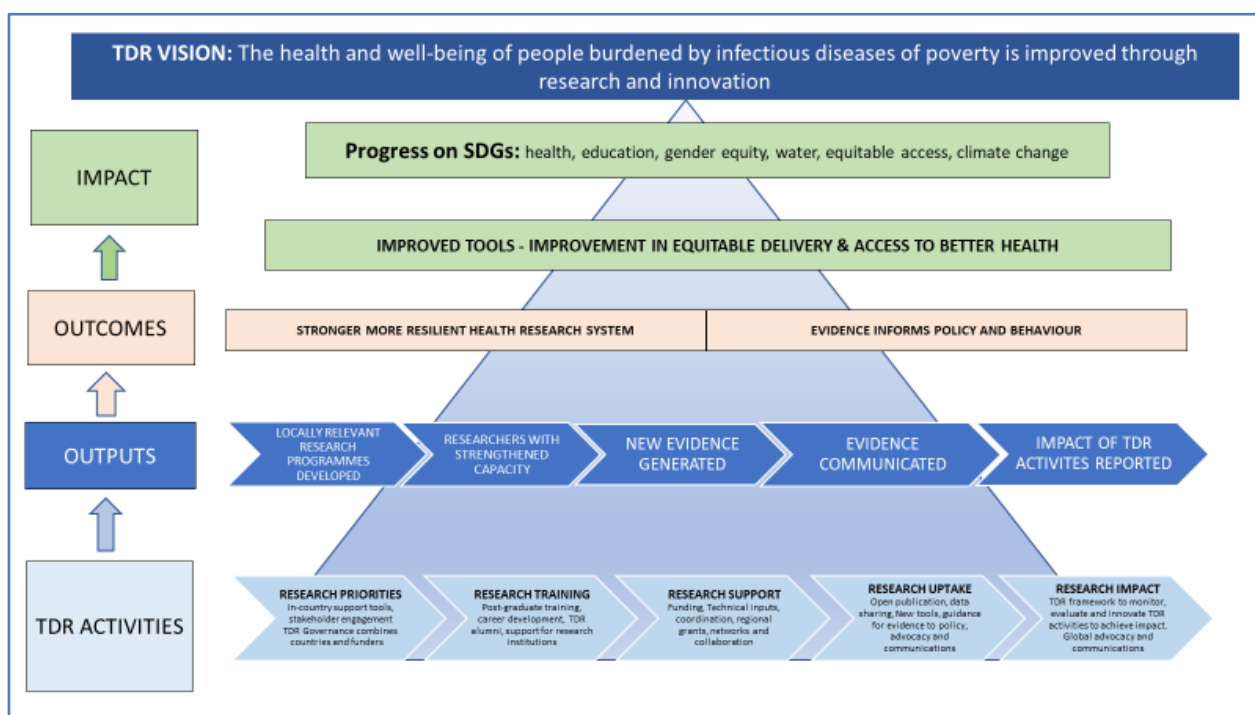 TDR VISION: The health and well-being of people burdened by infectious diseases of poverty is improved through
research and innovation
IMPACT
Progress on SDGs: health, education, gender equity, water, equitable access, climate change
IMPROVED TOOLS - IMPROVEMENT IN EQUITABLE DELIVERY & ACCESS TO BETTER HEALTH
OUTCOMES
STRONGER MORE RESILIENT HEALTH RESEARCH SYSTEM
EVIDENCE INFORMS POLICY AND BEHAVIOUR
OUTPUTS
LOCALLY RELEVANT
RESEARCH
PROGRAMMES
DEVELOPED
RESEARCHERS WITH
STRENGTHENED
CAPACITY
NEW EVIDENCE
GENERATED
EVIDENCE
COMMUNICATED
IMPACT OF TDR
ACTIVITES REPORTED
TDR ACTIVITIES
RESEARCH PRIORITIES
In-country support tools,
stakeholder engagement
TDR Governance combines
countries and funders
RESEARCH TRAINING
Post-graduate training,
career development, TDR
alumni, support for research
institutions
RESEARCH SUPPORT
Funding, Technical inputs,
coordination, regional
grants, networks and
collaboration
RESEARCH UPTAKE
Open publication, data
sharing, New tools, guidance
for evidence to policy,
advocacy and
communications
RESEARCH IMPACT
TDR framework to monitor,
evaluate and innovate TDR
activities to achieve impact.
Global advocacy and
communications